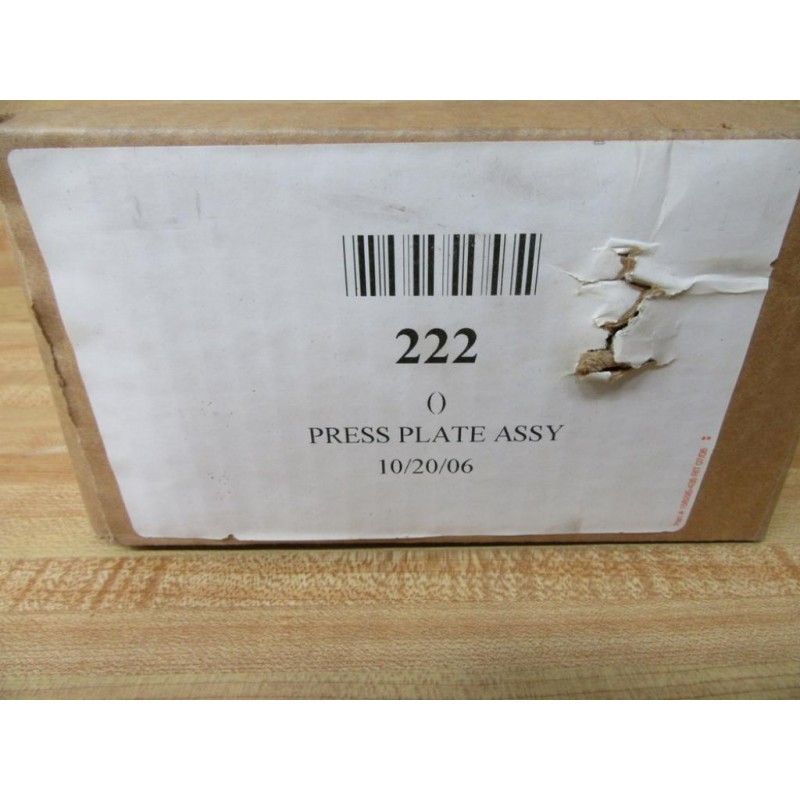 222
()
PRESS PLATE ASSY
10/20/06